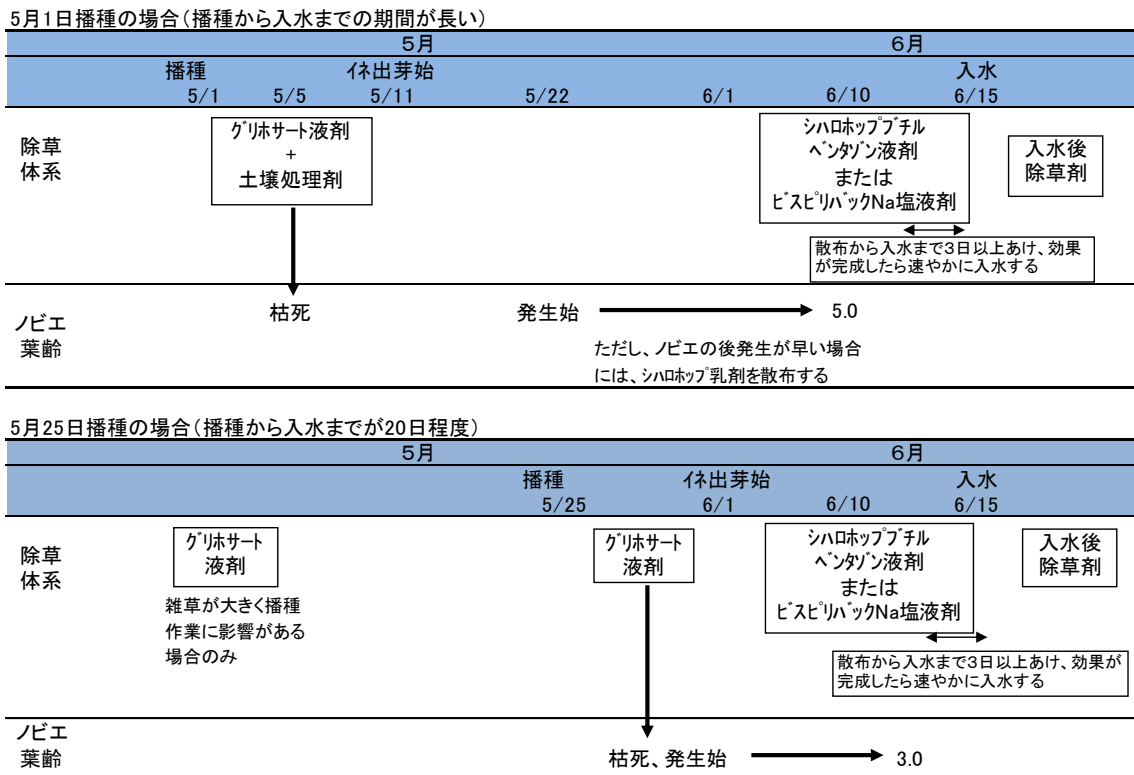 5月1日播種の場合(播種から入水までの期間が長い)
5月 6月
播種 イネ出芽始 入水
5/1 5/5 5/11 5/22 6/1 6/10 6/15
除草
体系
グリホサート液剤
+
土壌処理剤
シハロホップブチル
ベンタゾン液剤
または
ビスピリバックNa塩液剤
入水後
除草剤
散布から入水まで3日以上あけ、効果
が完成したら速やかに入水する
ノビエ
葉齢
枯死 発生始 5.0
ただし、ノビエの後発生が早い場合
には、シハロホップ乳剤を散布する
5月25日播種の場合(播種から入水までが20日程度)
5月 6月
播種 イネ出芽始 入水
5/25 6/1 6/10 6/15
除草
体系
グリホサート
液剤
雑草が大きく播種
作業に影響がある
場合のみ
グリホサート
液剤
シハロホップブチル
ベンタゾン液剤
または
ビスピリバックNa塩液剤
入水後
除草剤
散布から入水まで3日以上あけ、効果が
完成したら速やかに入水する
ノビエ
葉齢
枯死、発生始 3.0